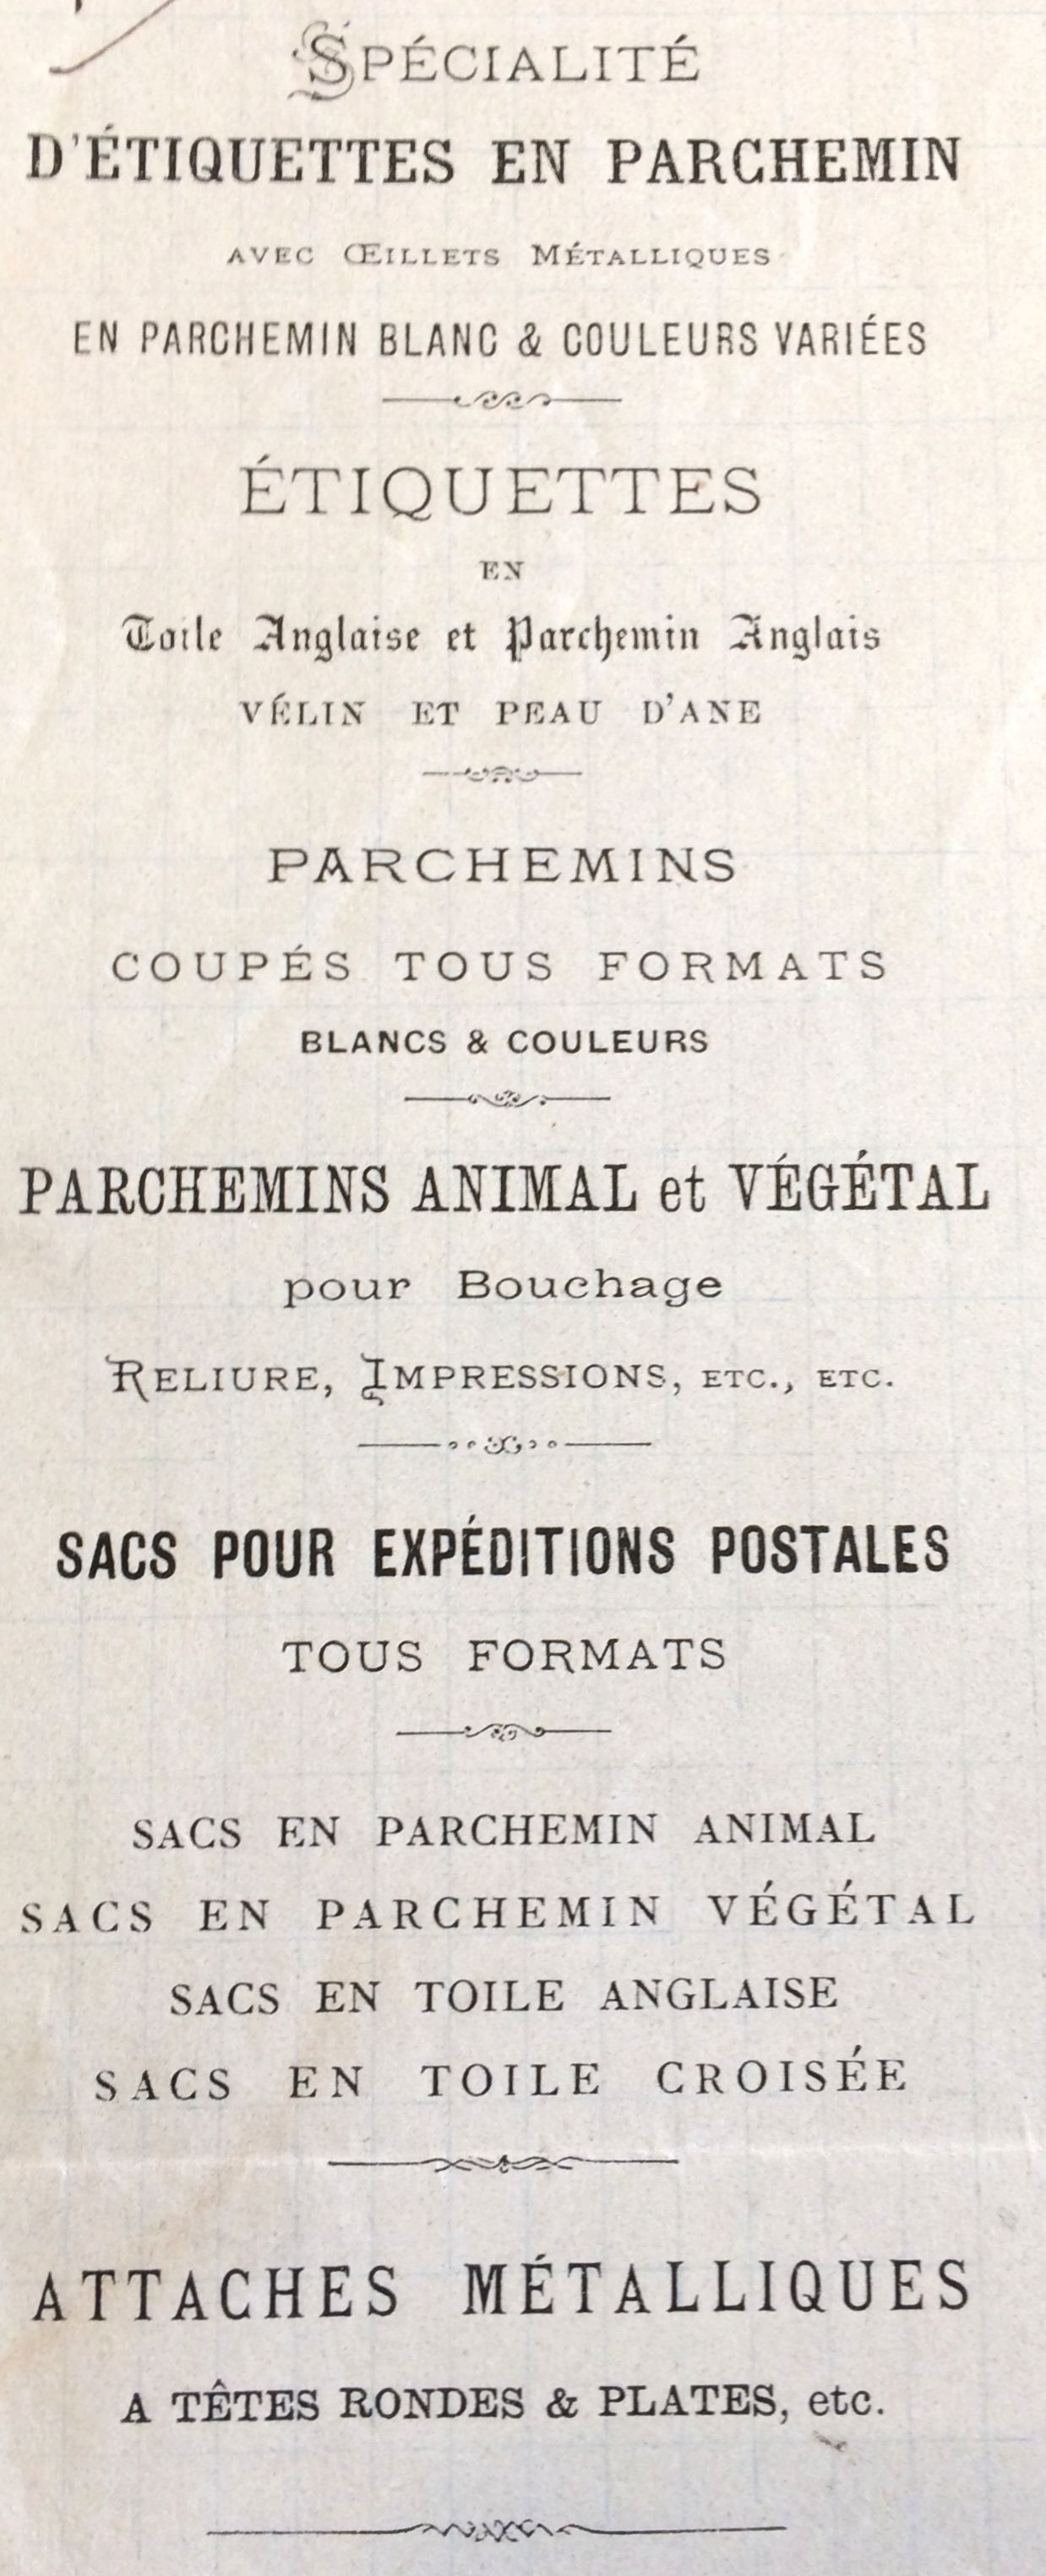 SPÉCIALITÉ
D'ÉTIQUETTES EN PARCHEMIN
AVEC ŒILLETS MÉTALLIQUES
EN PARCHEMIN BLANC & COULEURS VARIÉES
ÉTIQUETTES
EN
Toile Anglaise et Parchemin Anglais
VÉLIN ET PEAU D'ANE
PARCHEMINS
COUPÉS TOUS FORMATS
BLANCS & COULEURS
PARCHEMINS ANIMAL et VÉGÉTAL
pour Bouchage
RELIURE, IMPRESSIONS, ETC., ETC.
SACS POUR EXPÉDITIONS POSTALES
TOUS FORMATS
SACS EN PARCHEMIN ANIMAL
SACS EN PARCHEMIN VÉGÉTAL
SACS EN TOILE ANGLAISE
SACS EN TOILE CROISÉE
ATTACHES MÉTALLIQUES
A TÊTES RONDES & PLATES, etc.